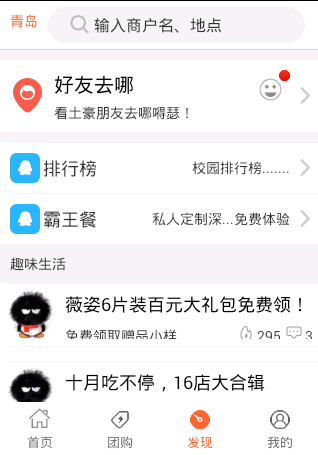 青岛
输入商户名、地点
好友去哪
看土豪朋友去哪嘚瑟！
排行榜
校园排行榜.......
霸王餐
私人定制深...免费体验
趣味生活
薇姿6片装百元大礼包免费领！
免费领取赠品小样
295
3
十月吃不停，16店大合辑
首页
团购
发现
我的